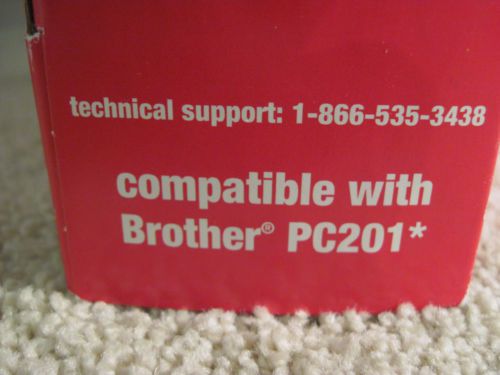 technical support: 1-866-535-3438
compatible with
Brother® PC201*